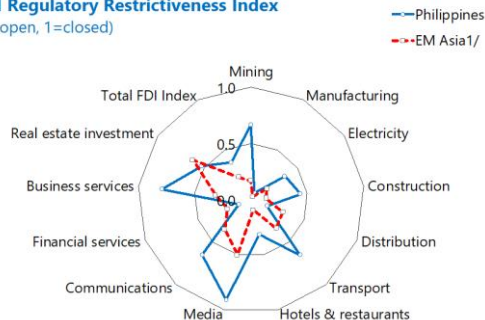 Regulatory Restrictiveness Index
open, 1=closed)
Philippines
EM Asia1/
Mining
1.0
Total FDI Index
Manufacturing
Real estate investment
0.5
Electricity
Business services
0.0
Construction
Financial services
Distribution
Communications
Transport
Media
Hotels & restaurants